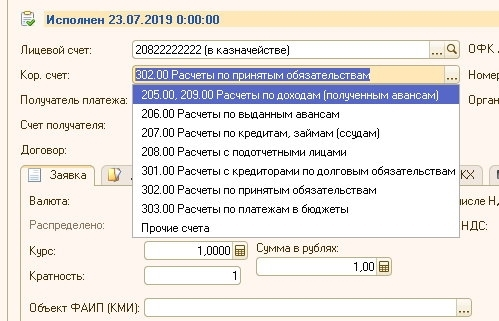 Исполнен 23.07.2019 0:00:00
Лицевой счет: 20822222222 (в казначействе) ... ОФК
Кор. счет: 302.00 Расчеты по принятым обязательствам ... Номер
Получатель платежа: 205.00, 209.00 Расчеты по доходам (полученным авансам)
206.00 Расчеты по выданным авансам
Счет получателя: 207.00 Расчеты по кредитам, займам (ссудам)
Договор: 208.00 Расчеты с подотчетными лицами
Заявка 301.00 Расчеты с кредиторами по долговым обязательствам КХ
Валюта: 302.00 Расчеты по принятым обязательствам
Распределено: 303.00 Расчеты по платежам в бюджеты НДС:
Прочие счета
Курс: 1,0000 Сумма в рублях:
Кратность: 1 1,00
Объект ФАИП (КМИ): ...